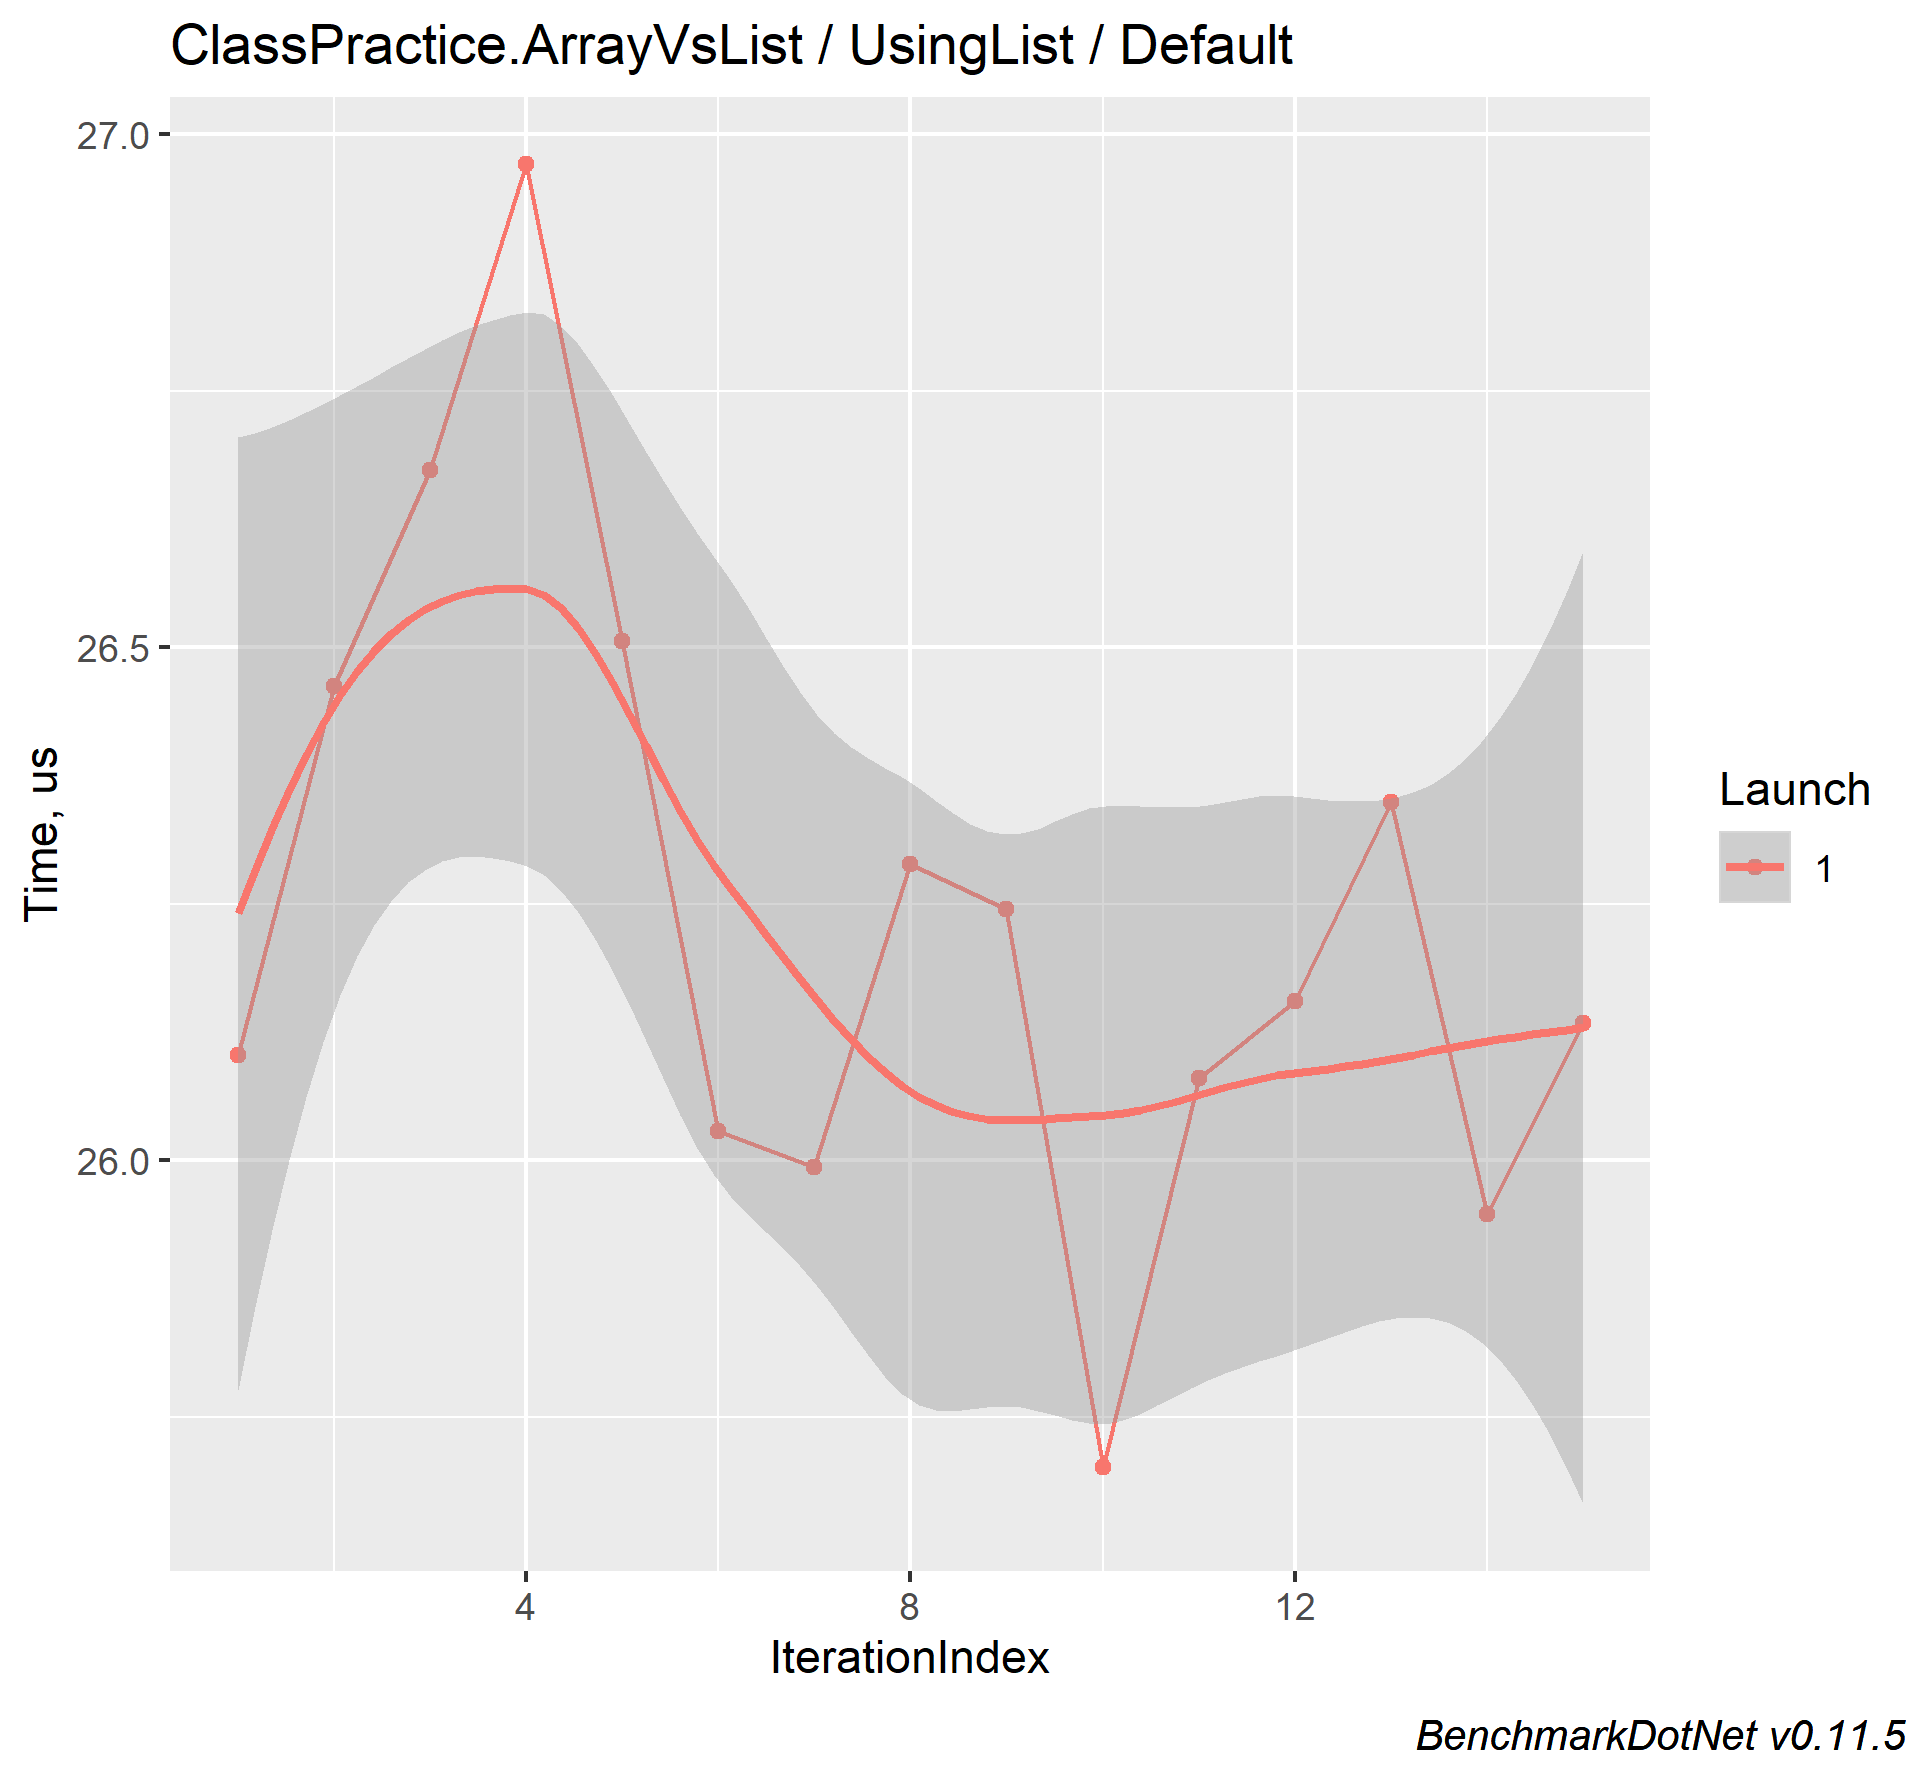 ClassPractice.ArrayVsList / UsingList / Default
27.0
26.5
26.0
Time, us
4 8 12
IterationIndex
Launch
1
BenchmarkDotNet v0.11.5